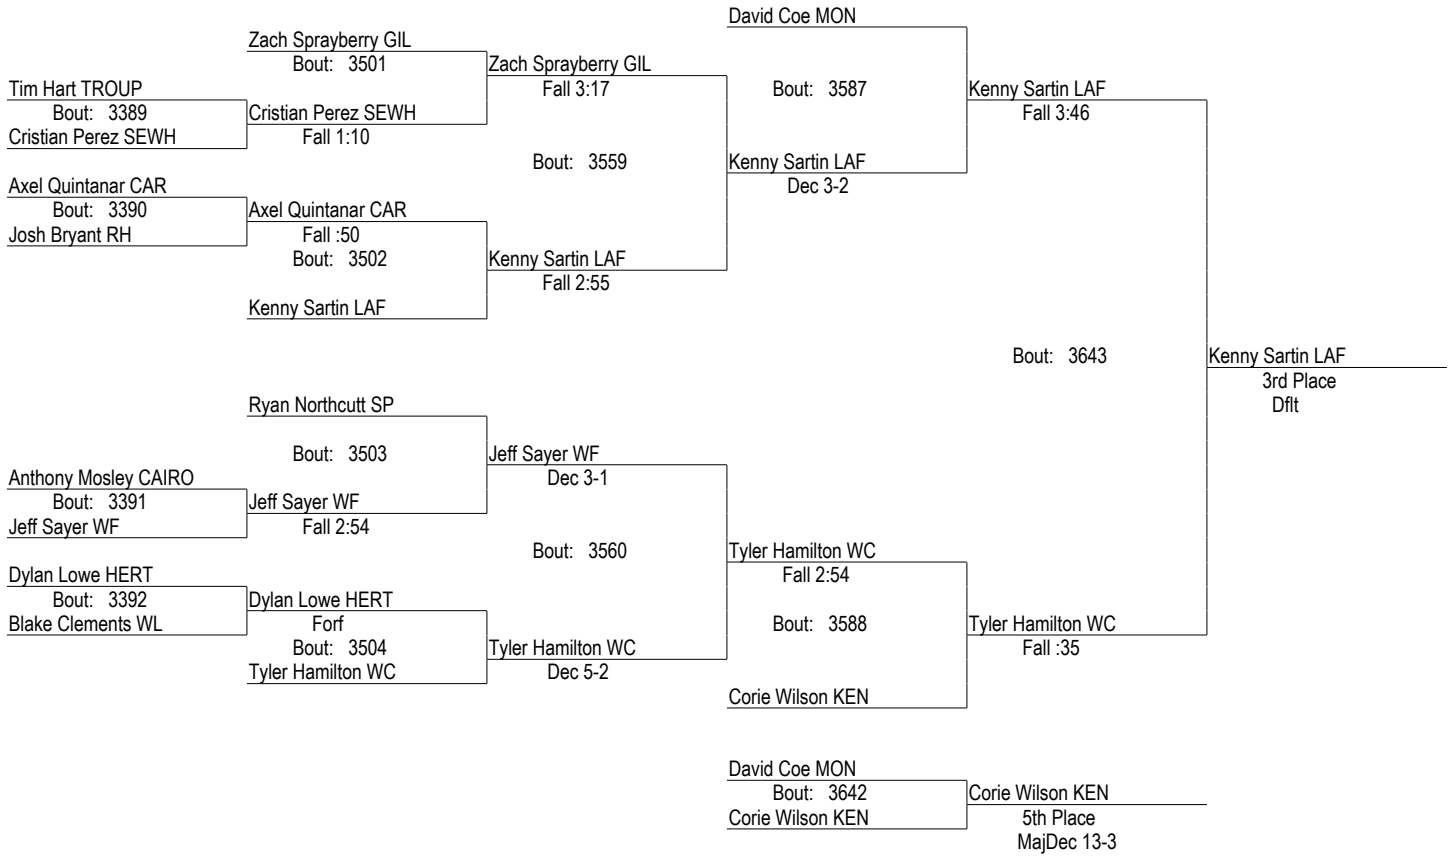 David Coe MON
Zach Sprayberry GIL
Bout: 3501
Zach Sprayberry GIL
Fall 3:17
Tim Hart TROUP
Bout: 3389
Cristian Perez SEWH
Cristian Perez SEWH
Fall 1:10
Bout: 3587
Kenny Sartin LAF
Fall 3:46
Bout: 3559
Kenny Sartin LAF
Dec 3-2
Axel Quintanar CAR
Bout: 3390
Josh Bryant RH
Axel Quintanar CAR
Fall :50
Bout: 3502
Kenny Sartin LAF
Fall 2:55
Kenny Sartin LAF
Bout: 3643
Kenny Sartin LAF
3rd Place
Dflt
Ryan Northcutt SP
Bout: 3503
Jeff Sayer WF
Dec 3-1
Anthony Mosley CAIRO
Bout: 3391
Jeff Sayer WF
Jeff Sayer WF
Fall 2:54
Bout: 3560
Tyler Hamilton WC
Fall 2:54
Dylan Lowe HERT
Bout: 3392
Blake Clements WL
Dylan Lowe HERT
Forf
Bout: 3504
Tyler Hamilton WC
Tyler Hamilton WC
Dec 5-2
Bout: 3588
Tyler Hamilton WC
Fall :35
Corie Wilson KEN
David Coe MON
Bout: 3642
Corie Wilson KEN
Corie Wilson KEN
5th Place
MajDec 13-3